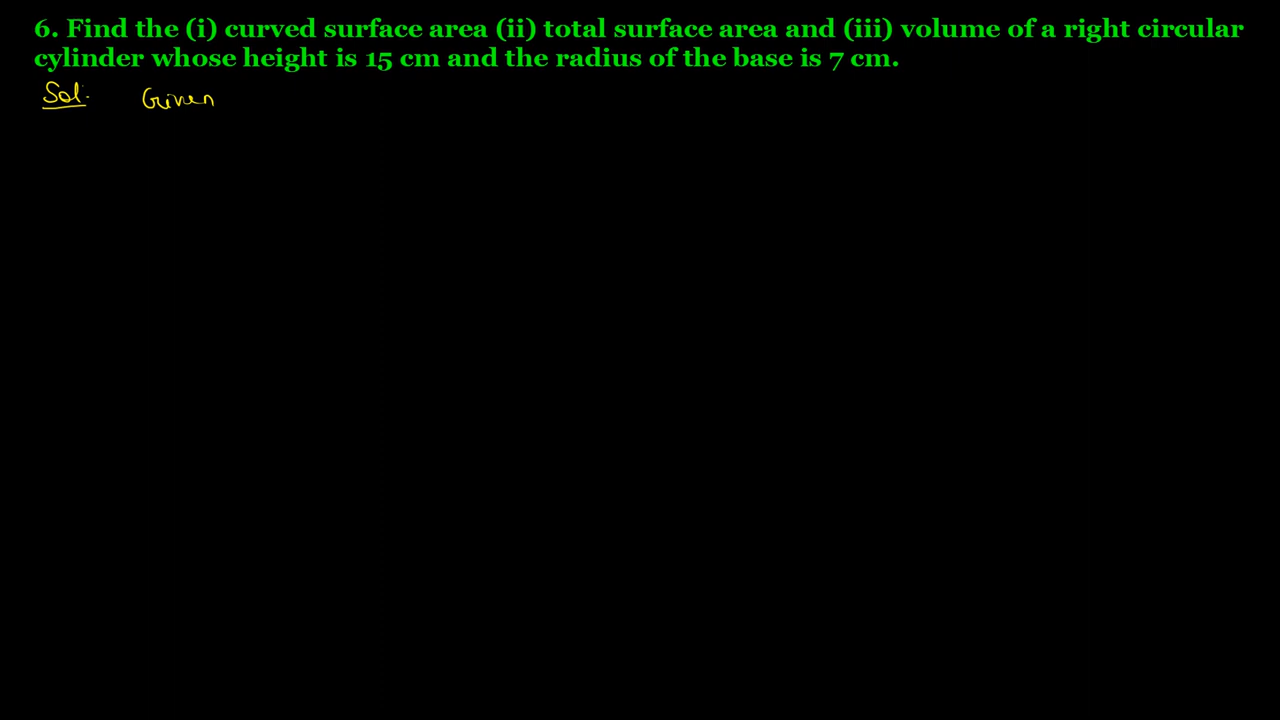 6. Find the (i) curved surface area (ii) total surface area and (iii) volume of a right circular
cylinder whose height is 15 cm and the radius of the base is 7 cm.
Sol: Given